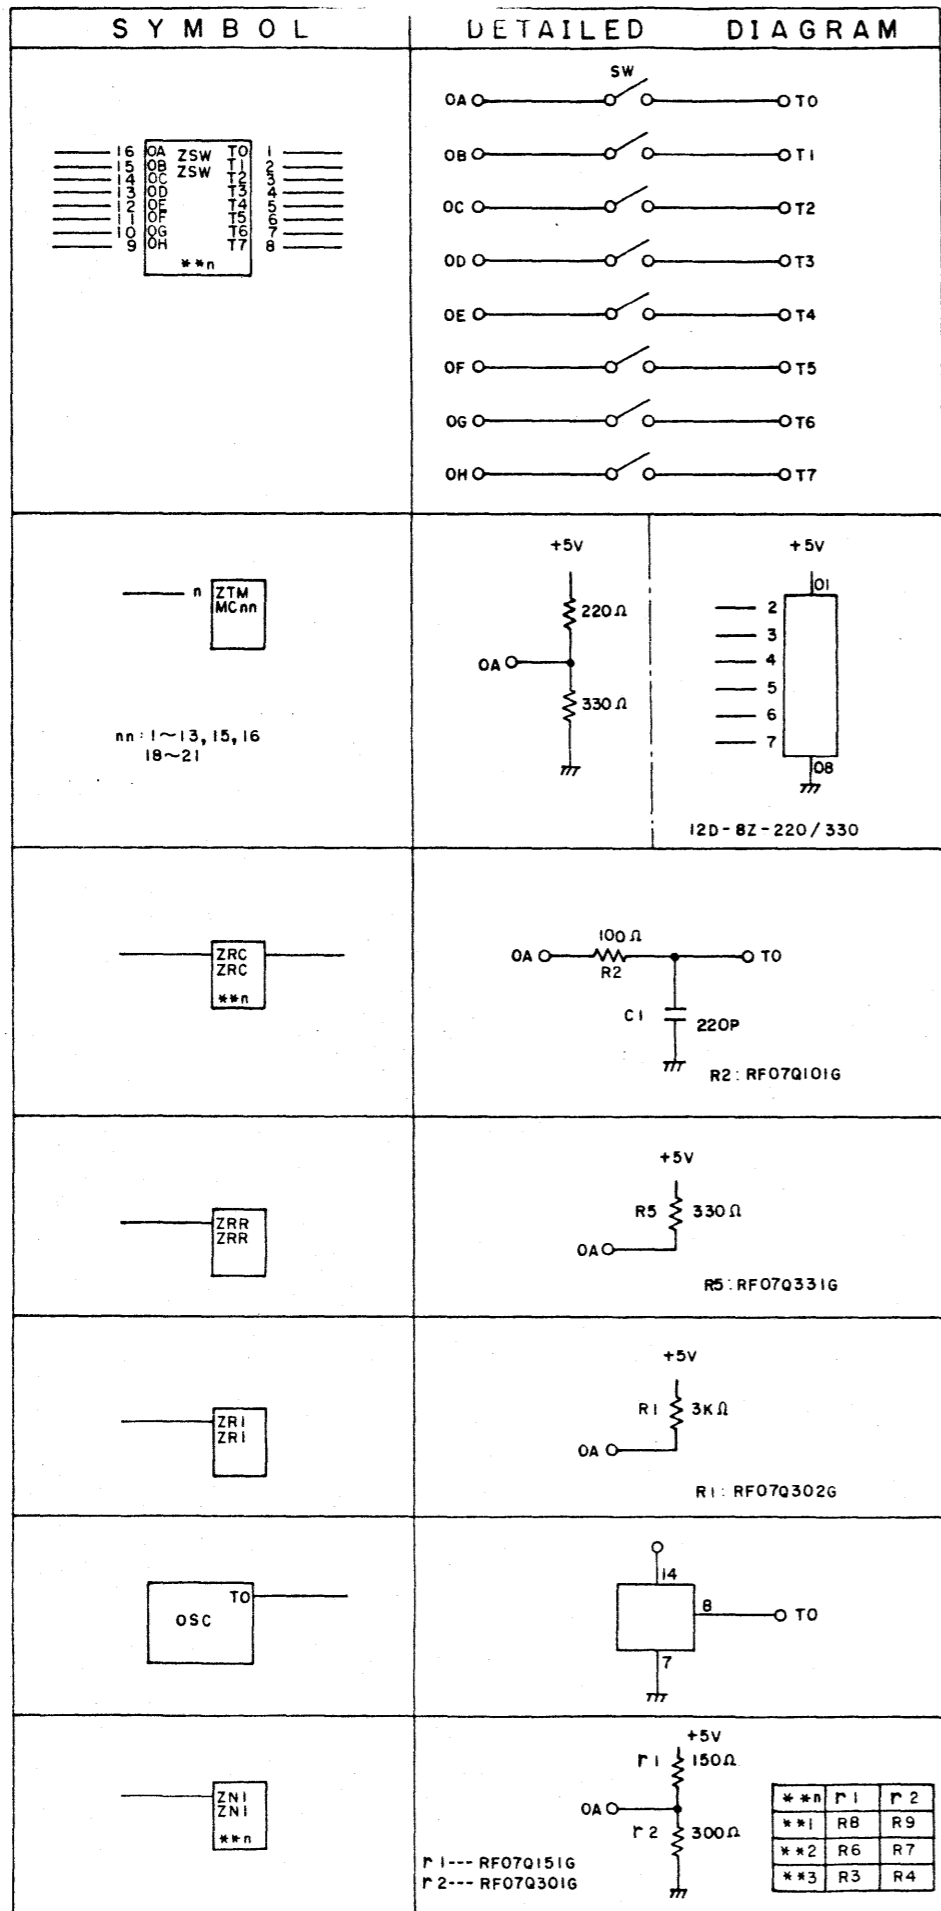 SYMBOL DETAILED DIAGRAM
16 OA ZSW T0 1
15 OB ZSW T1 2
14 OC T2 3
13 OD T3 4
12 OE T4 5
11 OF T5 6
10 OG T6 7
9 OH T7 8
**n
SW
OA T0
OB T1
OC T2
OD T3
OE T4
OF T5
OG T6
OH T7
n ZTM
MCnn
nn:1~13,15,16
18~21
+5V
220Ω
OA
330Ω
+5V
01
2
3
4
5
6
7
08
12D-8Z-220/330
ZRC
ZRC
**n
100Ω
OA T0
R2
C1 220P
R2:RF07Q101G
ZRR
ZRR
+5V
R5 330Ω
OA
R5:RF07Q331G
ZR1
ZR1
+5V
R1 3KΩ
OA
R1:RF07Q302G
T0
OSC
14
8 T0
7
ZN1
ZN1
**n
+5V
r1 150Ω
OA
r2 300Ω
r1--- RF07Q151G
r2--- RF07Q301G
**n r1 r2
**1 R8 R9
**2 R6 R7
**3 R3 R4